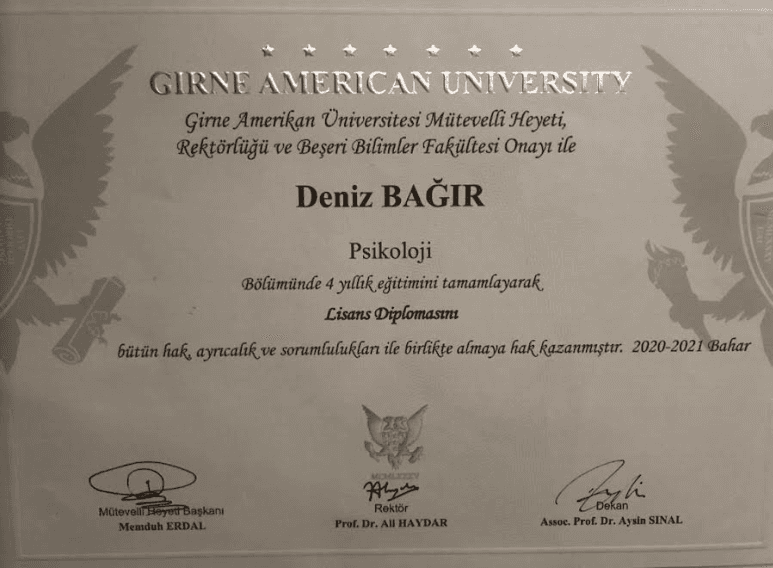 GIRNE AMERICAN UNIVERSITY
Girne Amerikan Üniversitesi Mütevellî Heyeti,
Rektörlüğü ve Beşeri Bilimler Fakültesi Onayı ile
Deniz BAĞIR
Psikoloji
Bölümünde 4 yıllık eğitimini tamamlayarak
Lisans Diplomasını
bütün hak, ayrıcalık ve sorumlulukları ile birlikte almaya hak kazanmıştır. 2020-2021 Bahar
MCMLXXXV
Mütevelli Heyeti Başkanı
Memduh ERDAL
Rektör
Prof. Dr. Ali HAYDAR
Dekan
Assoc. Prof. Dr. Aysin SINAL